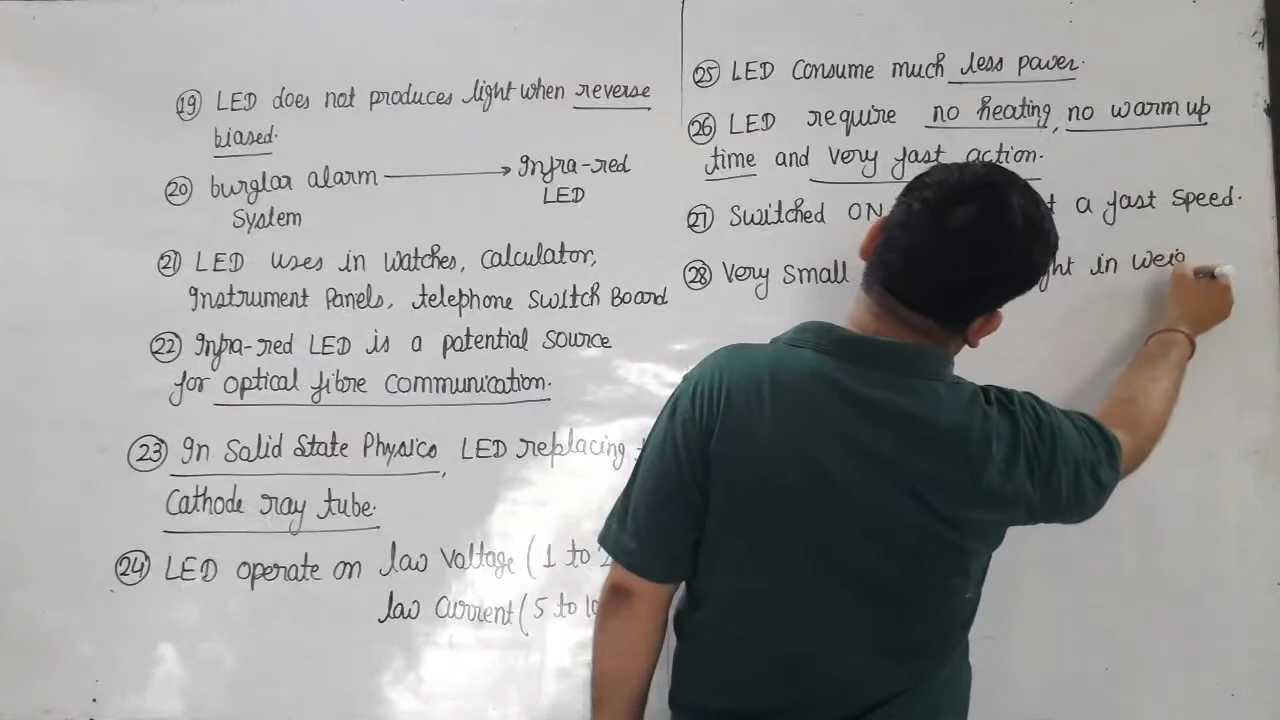 (19) LED does not produces light when reverse
biased.
(20) burglar alarm → Infra-red
System LED
(21) LED uses in watches, calculator,
Instrument Panels, telephone switch Board
(22) Infra-red LED is a potential source
for optical fibre communication.
(23) In Solid State Physics, LED replacing
Cathode ray tube.
(24) LED operate on low voltage (1 to 2
low current (5 to 10
(25) LED consume much less power.
(26) LED require no heating, no warm up
time and very fast action.
(27) Switched ON a fast speed.
(28) Very small in